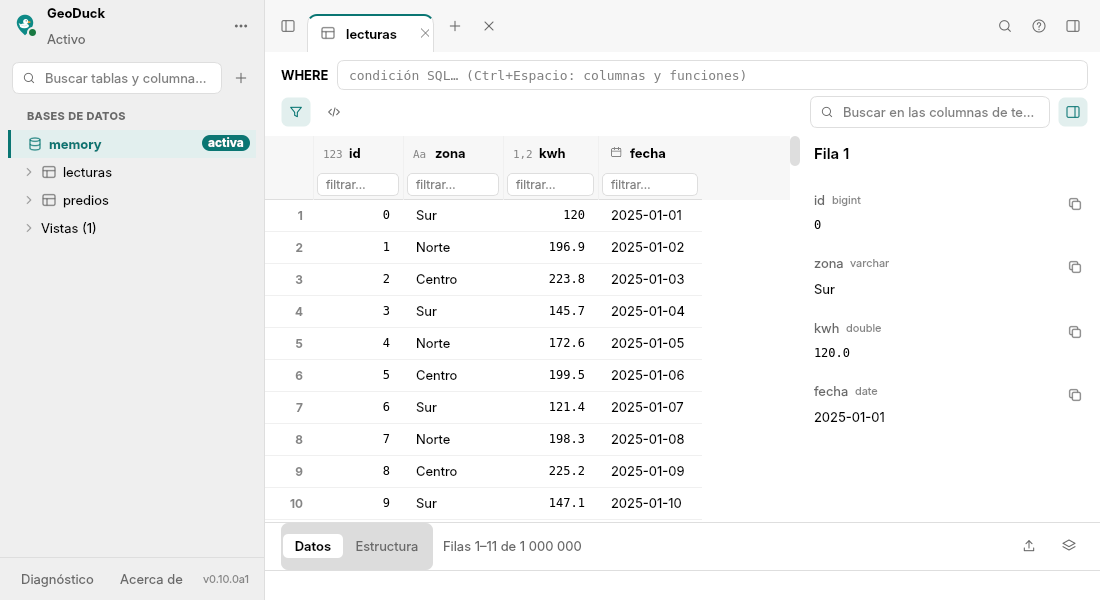 GeoDuck
Activo
Buscar tablas y columna...
BASES DE DATOS
memory
activa
lecturas
predios
Vistas (1)
Diagnóstico
Acerca de
v0.10.0a1
lecturas
WHERE
condición SQL… (Ctrl+Espacio: columnas y funciones)
Buscar en las columnas de te...
123 id
Aa zona
1,2 kwh
fecha
filtrar... filtrar... filtrar... filtrar...
1 0 Sur 120 2025-01-01
2 1 Norte 196.9 2025-01-02
3 2 Centro 223.8 2025-01-03
4 3 Sur 145.7 2025-01-04
5 4 Norte 172.6 2025-01-05
6 5 Centro 199.5 2025-01-06
7 6 Sur 121.4 2025-01-07
8 7 Norte 198.3 2025-01-08
9 8 Centro 225.2 2025-01-09
10 9 Sur 147.1 2025-01-10
Fila 1
id bigint
0
zona varchar
Sur
kwh double
120.0
fecha date
2025-01-01
Datos
Estructura
Filas 1–11 de 1 000 000